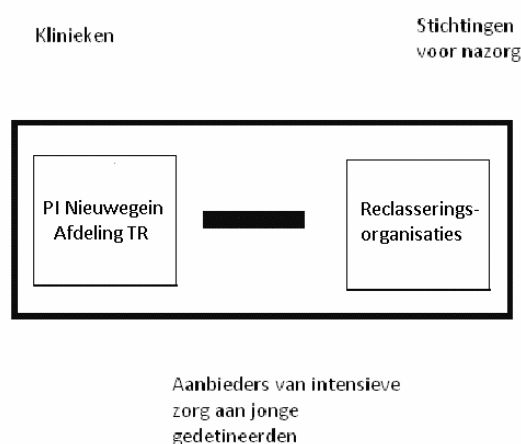 Klinieken
Stichtingen
voor nazorg
PI Nieuwegein
Afdeling TR
Reclasserings-
organisaties
Aanbieders van intensieve
zorg aan jonge
gedetineerden